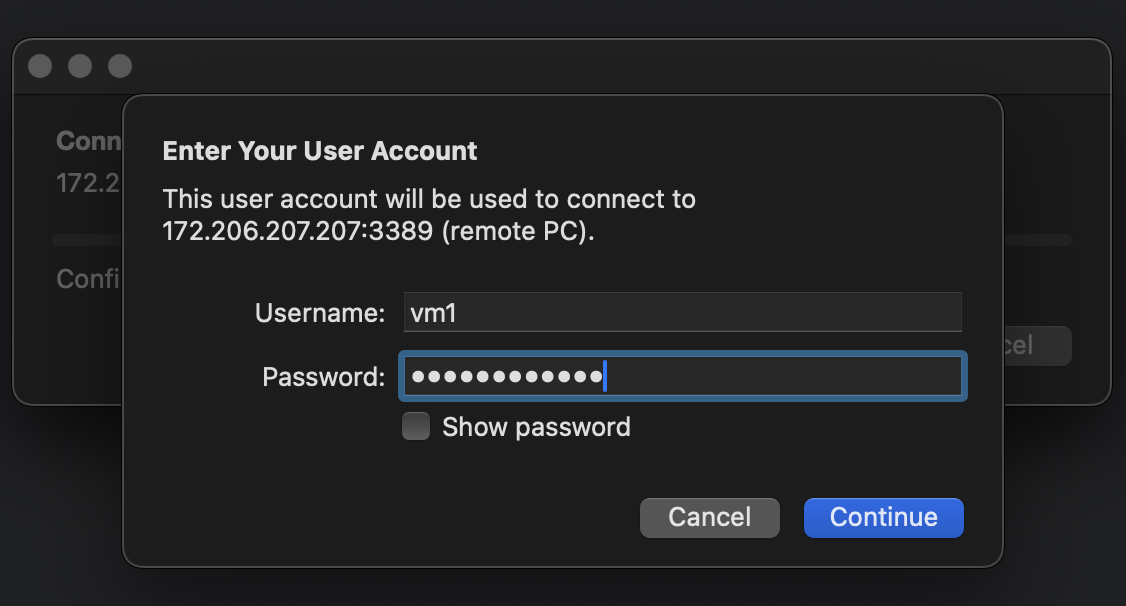 Enter Your User Account
This user account will be used to connect to
172.206.207.207:3389 (remote PC).
Username: vm1
Password: ●●●●●●●●●●●●
Show password
Cancel
Continue
Conn
172.2
Confi
cel